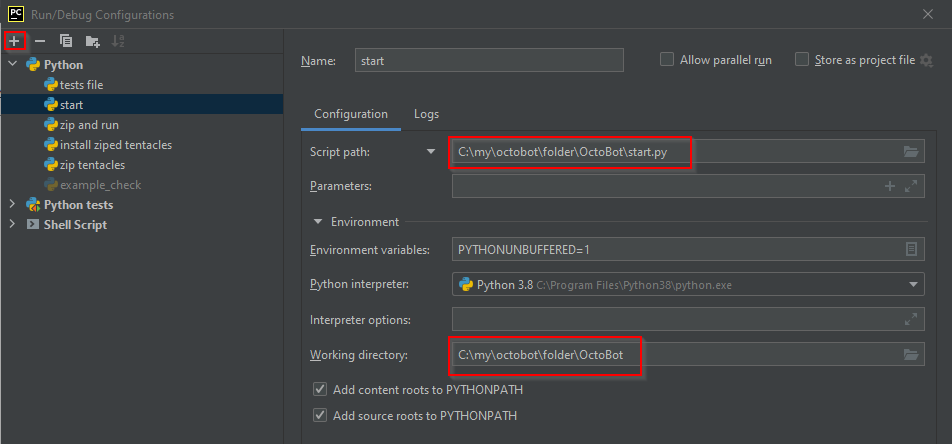 PC Run/Debug Configurations
Python
tests file
start
zip and run
install ziped tentacles
zip tentacles
example_check
Python tests
Shell Script
Name: start Allow parallel run Store as project file
Configuration Logs
Script path: C:\my\octobot\folder\OctoBot\start.py
Parameters:
Environment
Environment variables: PYTHONUNBUFFERED=1
Python interpreter: Python 3.8 C:\Program Files\Python38\python.exe
Interpreter options:
Working directory: C:\my\octobot\folder\OctoBot
Add content roots to PYTHONPATH
Add source roots to PYTHONPATH